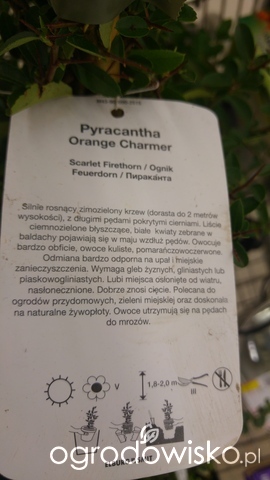 Pyracantha
Orange Charmer
Scarlet Firethorn / Ognik
Feuerdorn / Пираканта
Silnie rosnący zimozielony krzew (dorasta do 2 metrów
wysokości), z długimi pędami pokrytymi cierniami. Liście
ciemnozielone błyszczące, białe kwiaty zebrane w
baldachy pojawiają się w maju wzdłuż pędów. Owocuje
bardzo obficie, owoce kuliste, pomarańczowoczerwone.
Odmiana bardzo odporna na upał i miejskie
zanieczyszczenia. Wymaga gleb żyznych, gliniastych lub
piaskowogliniastych. Lubi miejsca osłonięte od wiatru,
nasłonecznione. Dobrze znosi cięcie. Polecana do
ogrodów przydomowych, zieleni miejskiej oraz doskonała
na naturalne żywopłoty. Owoce utrzymują się na pędach
do mrozów.
V
1,8-2,0 m
III
ogrodowisko.pl